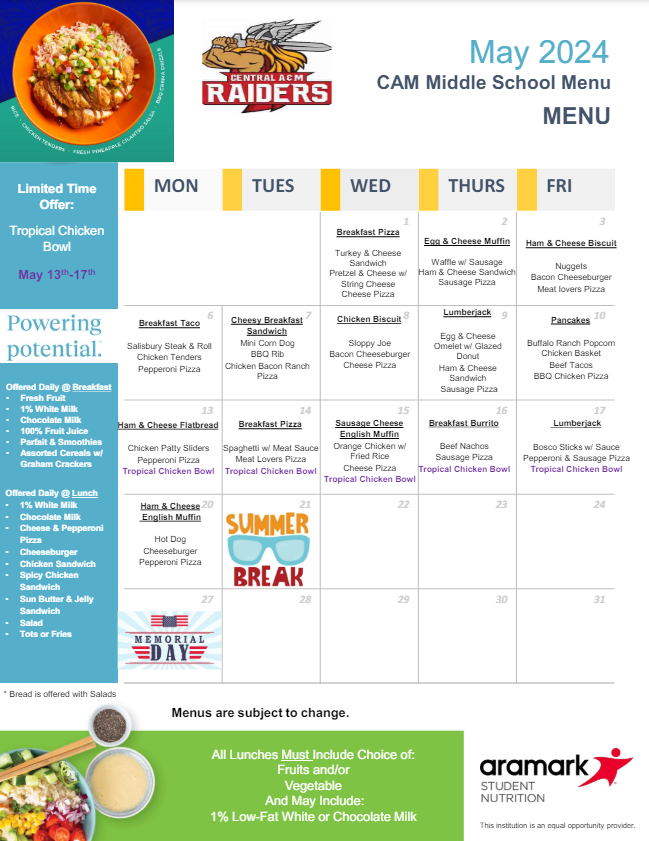 RICE • CHICKEN TENDERS • FRESH PINEAPPLE CILANTRO SALSA
CENTRAL A&M
RAIDERS
May 2024
CAM Middle School Menu
MENU
Limited Time
Offer:
Tropical Chicken
Bowl
May 13th-17th
Powering
potential.
Offered Daily @ Breakfast
• Fresh Fruit
• 1% White Milk
• Chocolate Milk
• 100% Fruit Juice
• Parfait & Smoothies
• Assorted Cereals w/
Graham Crackers
Offered Daily @ Lunch
- 1% White Milk
- Chocolate Milk
- Cheese & Pepperoni
Pizza
- Cheeseburger
- Chicken Sandwich
- Spicy Chicken
Sandwich
- Sun Butter & Jelly
Sandwich
- Salad
- Tots or Fries
MON TUES WED THURS FRI
1
Breakfast Pizza
Turkey & Cheese
Sandwich
Pretzel & Cheese w/
String Cheese
Cheese Pizza
2
Egg & Cheese Muffin
Waffle w/ Sausage
Ham & Cheese Sandwich
Sausage Pizza
3
Ham & Cheese Biscuit
Nuggets
Bacon Cheeseburger
Meat lovers Pizza
6
Breakfast Taco
Salisbury Steak & Roll
Chicken Tenders
Pepperoni Pizza
7
Cheesy Breakfast
Sandwich
Mini Corn Dog
BBQ Rib
Chicken Bacon Ranch
Pizza
8
Chicken Biscuit
Sloppy Joe
Bacon Cheeseburger
Cheese Pizza
9
Lumberjack
Egg & Cheese
Omelet w/ Glazed
Donut
Ham & Cheese
Sandwich
Sausage Pizza
10
Pancakes
Buffalo Ranch Popcorn
Chicken Basket
Beef Tacos
BBQ Chicken Pizza
13
Ham & Cheese Flatbread
Chicken Patty Sliders
Pepperoni Pizza
Tropical Chicken Bowl
14
Breakfast Pizza
Spaghetti w/ Meat Sauce
Meat Lovers Pizza
Tropical Chicken Bowl
15
Sausage Cheese
English Muffin
Orange Chicken w/
Fried Rice
Cheese Pizza
Tropical Chicken Bowl
16
Breakfast Burrito
Beef Nachos
Sausage Pizza
Tropical Chicken Bowl
17
Lumberjack
Bosco Sticks w/ Sauce
Pepperoni & Sausage Pizza
Tropical Chicken Bowl
20
Ham & Cheese
English Muffin
Hot Dog
Cheeseburger
Pepperoni Pizza
21
SUMMER
BREAK
22
23
24
27
MEMORIAL
DAY
28
29
30
31
* Bread is offered with Salads
Menus are subject to change.
All Lunches Must Include Choice of:
Fruits and/or
Vegetable
And May Include:
1% Low-Fat White or Chocolate Milk
aramark
STUDENT
NUTRITION
This institution is an equal opportunity provider.